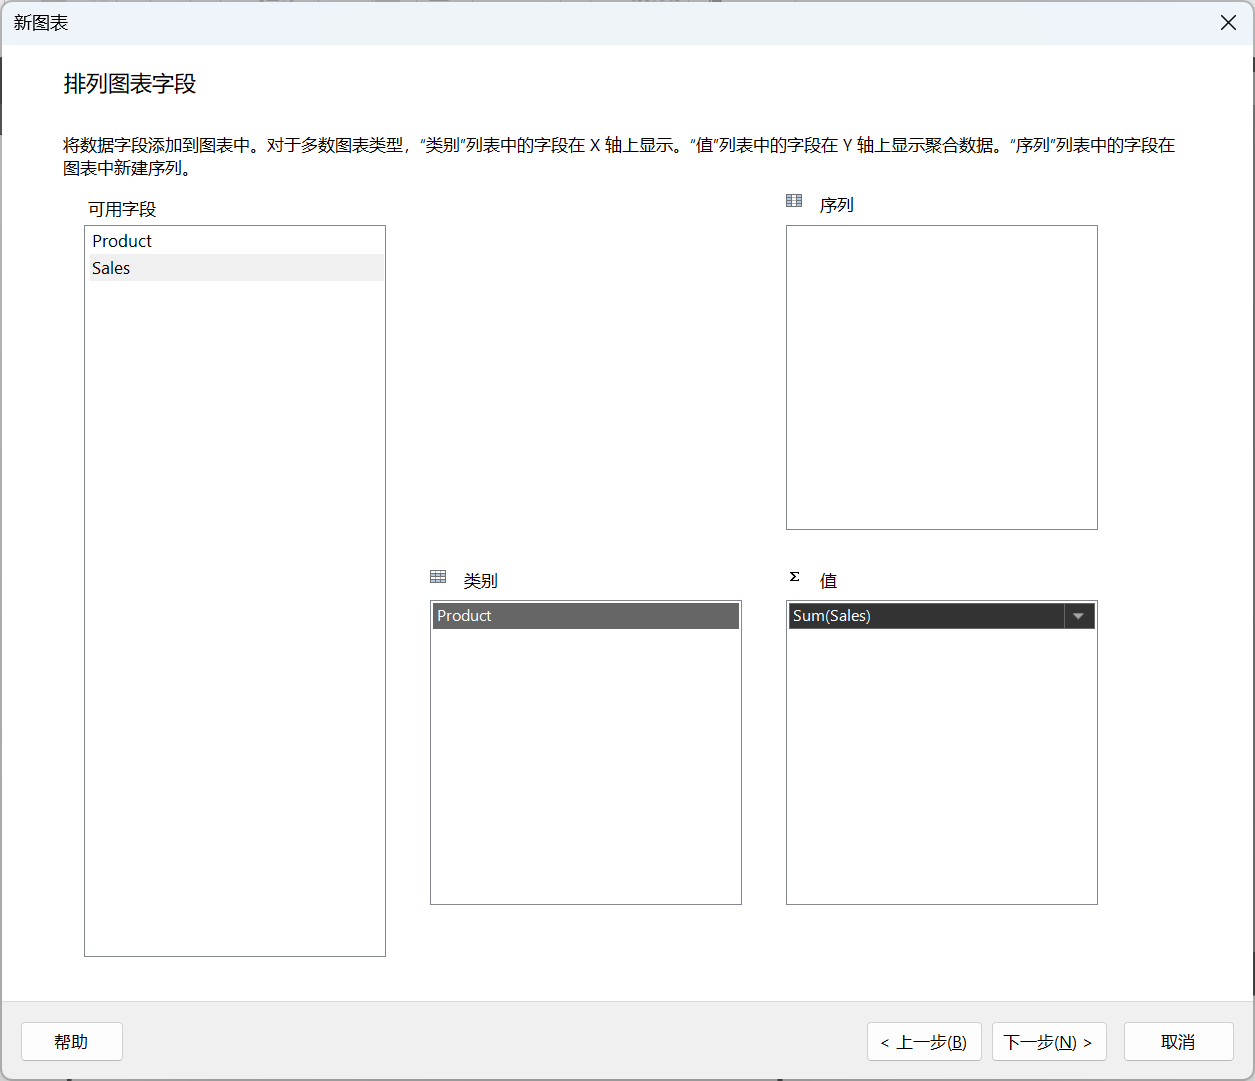 新图表
排列图表字段
将数据字段添加到图表中。对于多数图表类型，“类别”列表中的字段在 X 轴上显示。“值”列表中的字段在 Y 轴上显示聚合数据。“序列”列表中的字段在
图表中新建序列。
可用字段
Product
Sales
序列
类别
Product
Σ 值
Sum(Sales)
帮助
< 上一步(B)
下一步(N) >
取消